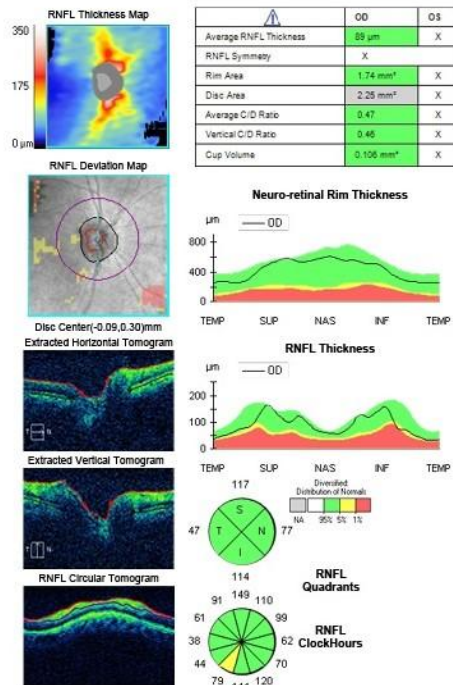 RNFL Thickness Map
350
175
0 μm
OD OS
Average RNFL Thickness 89 μm X
RNFL Symmetry X
Rim Area 1.74 mm² X
Disc Area 2.25 mm² X
Average C/D Ratio 0.47 X
Vertical C/D Ratio 0.46 X
Cup Volume 0.106 mm³ X
RNFL Deviation Map
Disc Center(-0.09,0.30)mm
Neuro-retinal Rim Thickness
μm OD
800
400
0
TEMP SUP NAS INF TEMP
Extracted Horizontal Tomogram
T N
RNFL Thickness
μm OD
200
100
0
TEMP SUP NAS INF TEMP
Extracted Vertical Tomogram
T N
117
S
47 T N 77
I
114
Diversified:
Distribution of Normals
NA 95% 5% 1%
RNFL
Quadrants
RNFL Circular Tomogram
149
91 110
61 99
38 62
44 70
79 120
RNFL
ClockHours